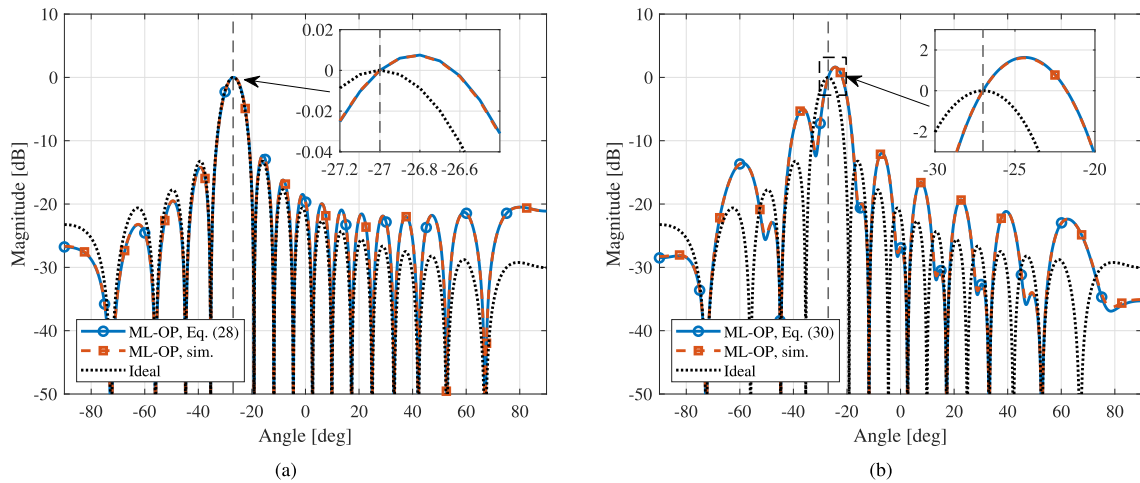 0.02
0
-0.02
-0.04
-27.2 -27 -26.8 -26.6
0
-10
-20
-30
-40
-50
Magnitude [dB]
ML-OP, Eq. (28)
ML-OP, sim.
Ideal
-80 -60 -40 -20 0 20 40 60 80
Angle [deg]
(a)
2
0
-2
-30 -25 -20
10
0
-10
-20
-30
-40
-50
Magnitude [dB]
ML-OP, Eq. (30)
ML-OP, sim.
Ideal
-80 -60 -40 -20 0 20 40 60 80
Angle [deg]
(b)